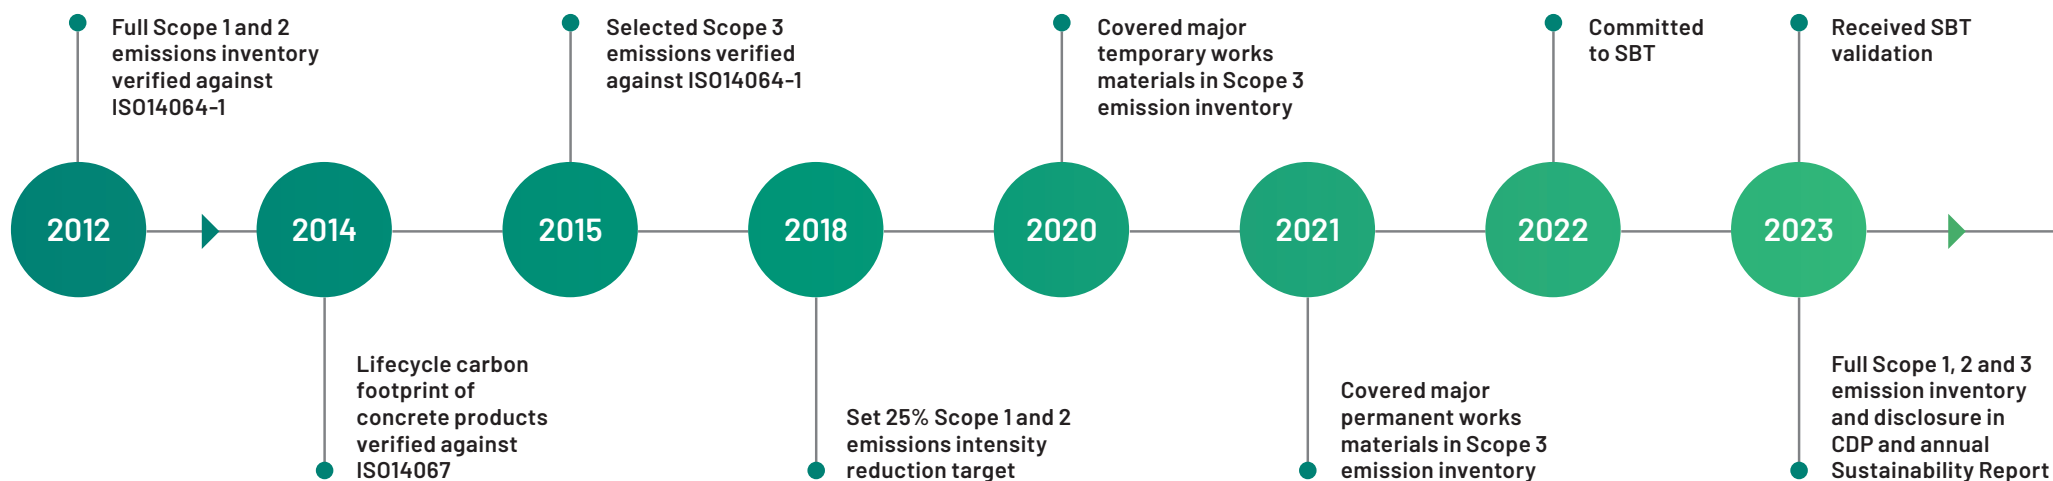 Full Scope 1 and 2
emissions inventory
verified against
ISO14064-1
Selected Scope 3
emissions verified
against ISO14064-1
Covered major
temporary works
materials in Scope 3
emission inventory
Committed
to SBT
Received SBT
validation
2012
2014
2015
2018
2020
2021
2022
2023
Lifecycle carbon
footprint of
concrete products
verified against
ISO14067
Set 25% Scope 1 and 2
emissions intensity
reduction target
Covered major
permanent works
materials in Scope 3
emission inventory
Full Scope 1, 2 and 3
emission inventory
and disclosure in
CDP and annual
Sustainability Report